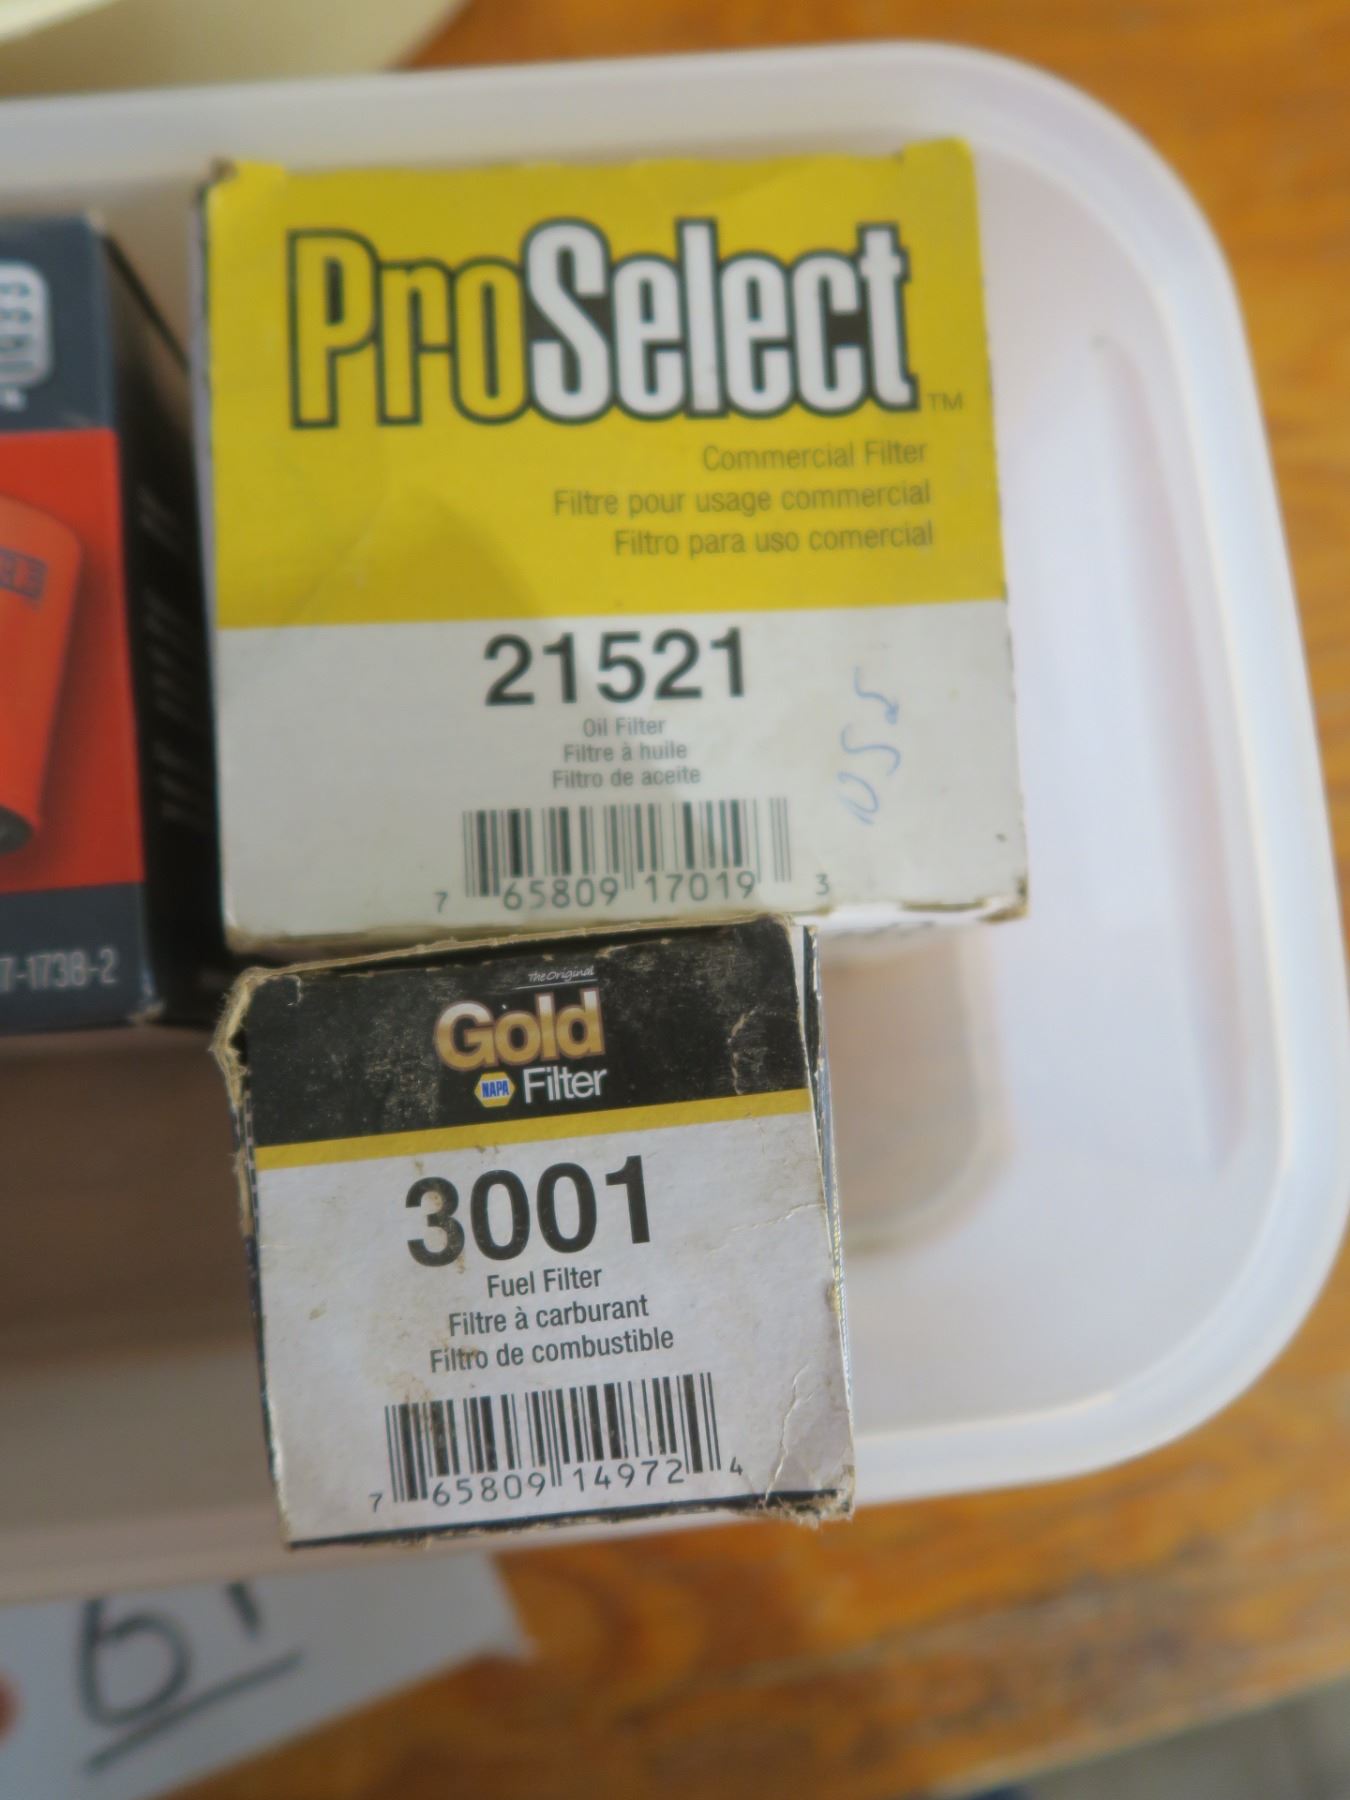 ProSelect™
Commercial Filter
Filtre pour usage commercial
Filtro para uso comercial
21521
Oil Filter
Filtre à huile
Filtro de aceite
7 65809 17019 3
7-1738-2
The Original
Gold
NAPA Filter
3001
Fuel Filter
Filtre à carburant
Filtro de combustible
7 65809 14972 4